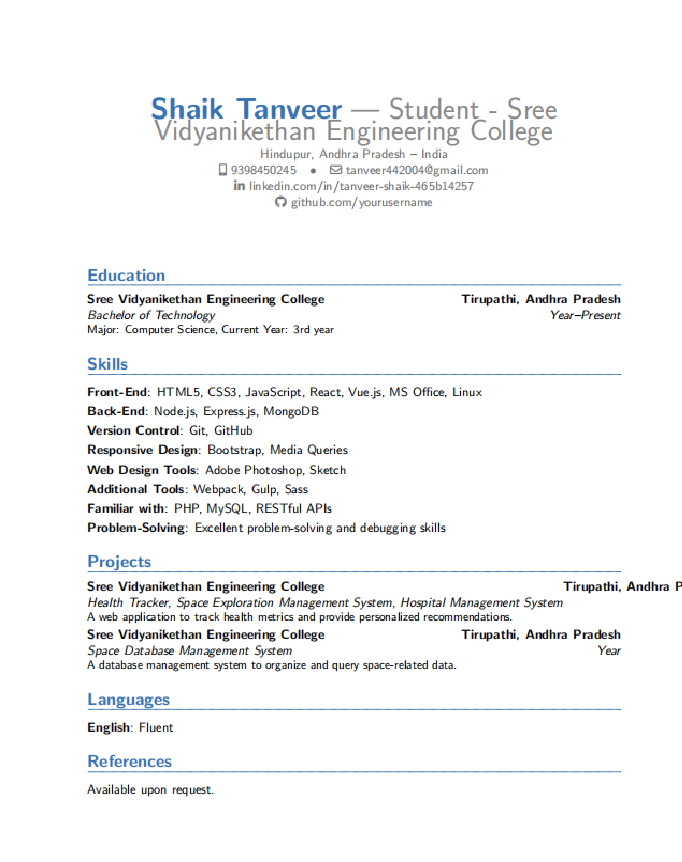 Shaik Tanveer — Student - Sree
Vidyanikethan Engineering College
Hindupur, Andhra Pradesh – India
9398450245 • tanveer442004@gmail.com
in linkedin.com/in/tanveer-shaik-465b14257
github.com/yourusername
Education
Sree Vidyanikethan Engineering College Tirupathi, Andhra Pradesh
Bachelor of Technology Year–Present
Major: Computer Science, Current Year: 3rd year
Skills
Front-End: HTML5, CSS3, JavaScript, React, Vue.js, MS Office, Linux
Back-End: Node.js, Express.js, MongoDB
Version Control: Git, GitHub
Responsive Design: Bootstrap, Media Queries
Web Design Tools: Adobe Photoshop, Sketch
Additional Tools: Webpack, Gulp, Sass
Familiar with: PHP, MySQL, RESTful APIs
Problem-Solving: Excellent problem-solving and debugging skills
Projects
Sree Vidyanikethan Engineering College Tirupathi, Andhra P
Health Tracker, Space Exploration Management System, Hospital Management System
A web application to track health metrics and provide personalized recommendations.
Sree Vidyanikethan Engineering College Tirupathi, Andhra Pradesh
Space Database Management System Year
A database management system to organize and query space-related data.
Languages
English: Fluent
References
Available upon request.